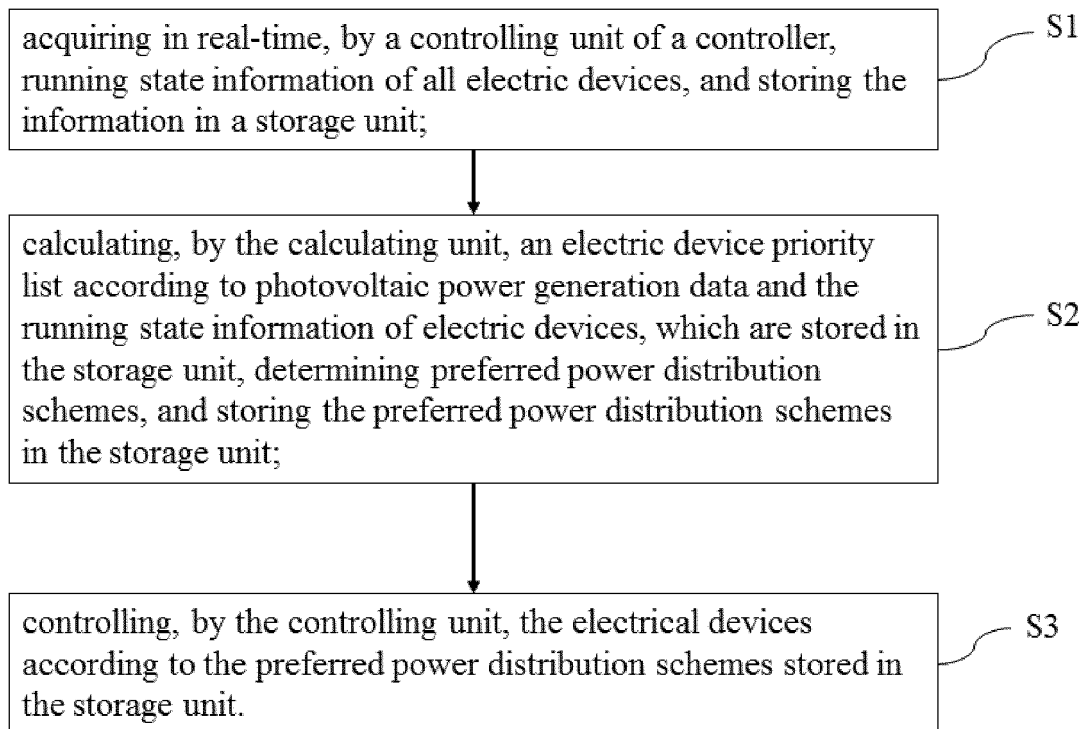 acquiring in real-time, by a controlling unit of a controller,
running state information of all electric devices, and storing the
information in a storage unit;
S1
calculating, by the calculating unit, an electric device priority
list according to photovoltaic power generation data and the
running state information of electric devices, which are stored in
the storage unit, determining preferred power distribution
schemes, and storing the preferred power distribution schemes
in the storage unit;
S2
controlling, by the controlling unit, the electrical devices
according to the preferred power distribution schemes stored in
the storage unit.
S3